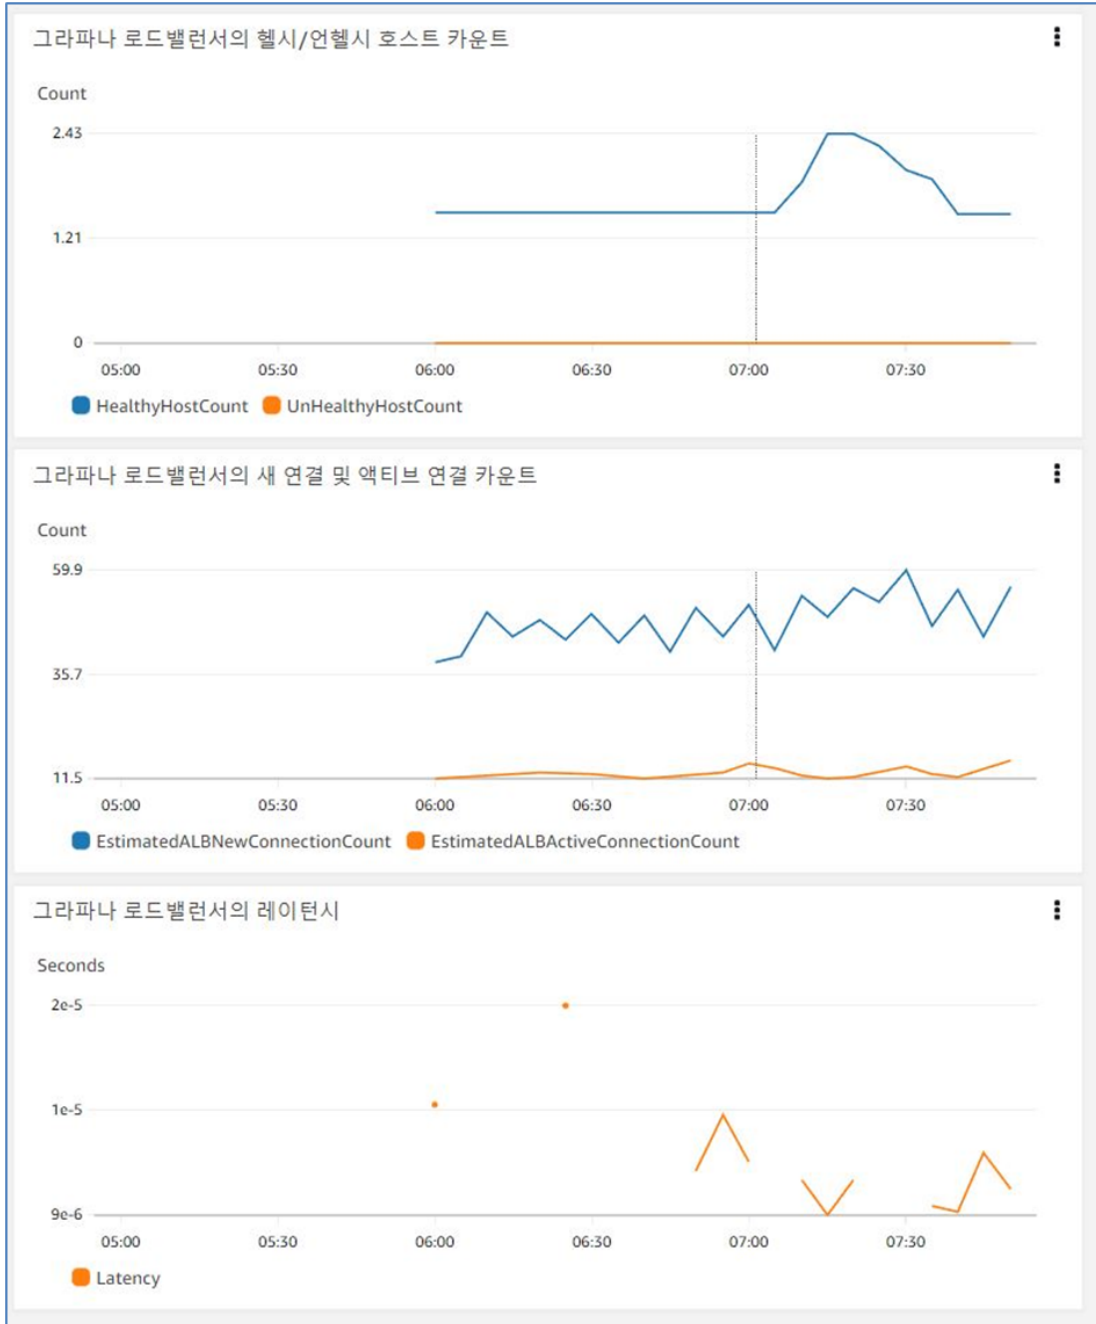 그라파나 로드밸런서의 헬시/언헬시 호스트 카운트
Count
2.43
1.21
0
05:00 05:30 06:00 06:30 07:00 07:30
HealthyHostCount UnHealthyHostCount
그라파나 로드밸런서의 새 연결 및 액티브 연결 카운트
Count
59.9
35.7
11.5
05:00 05:30 06:00 06:30 07:00 07:30
EstimatedALBNewConnectionCount EstimatedALBActiveConnectionCount
그라파나 로드밸런서의 레이턴시
Seconds
2e-5
1e-5
9e-6
05:00 05:30 06:00 06:30 07:00 07:30
Latency